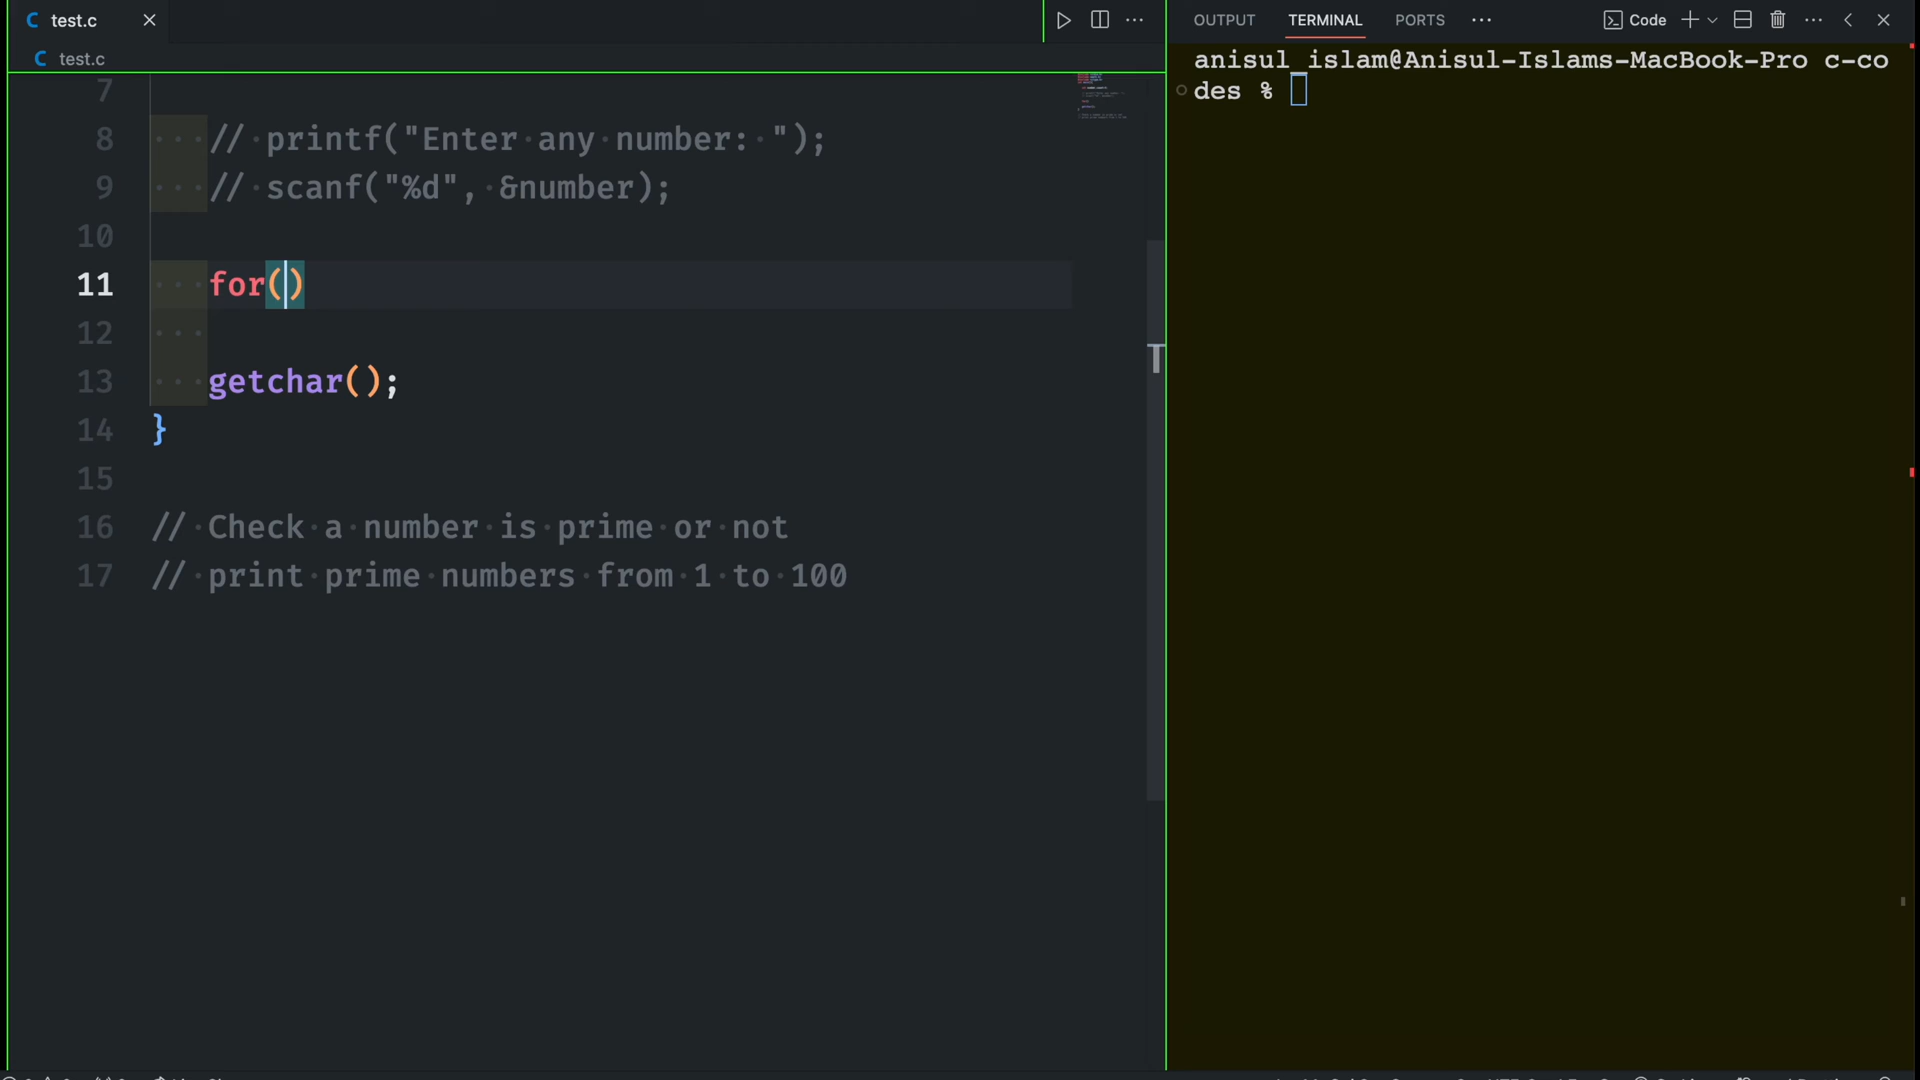 test.c
test.c
7
8 // printf("Enter any number: ");
9 // scanf("%d", &number);
10
11 for()
12
13 getchar();
14 }
15
16 // Check a number is prime or not
17 // print prime numbers from 1 to 100
OUTPUT TERMINAL PORTS Code
anisul_islam@Anisul-Islams-MacBook-Pro c-co
des %